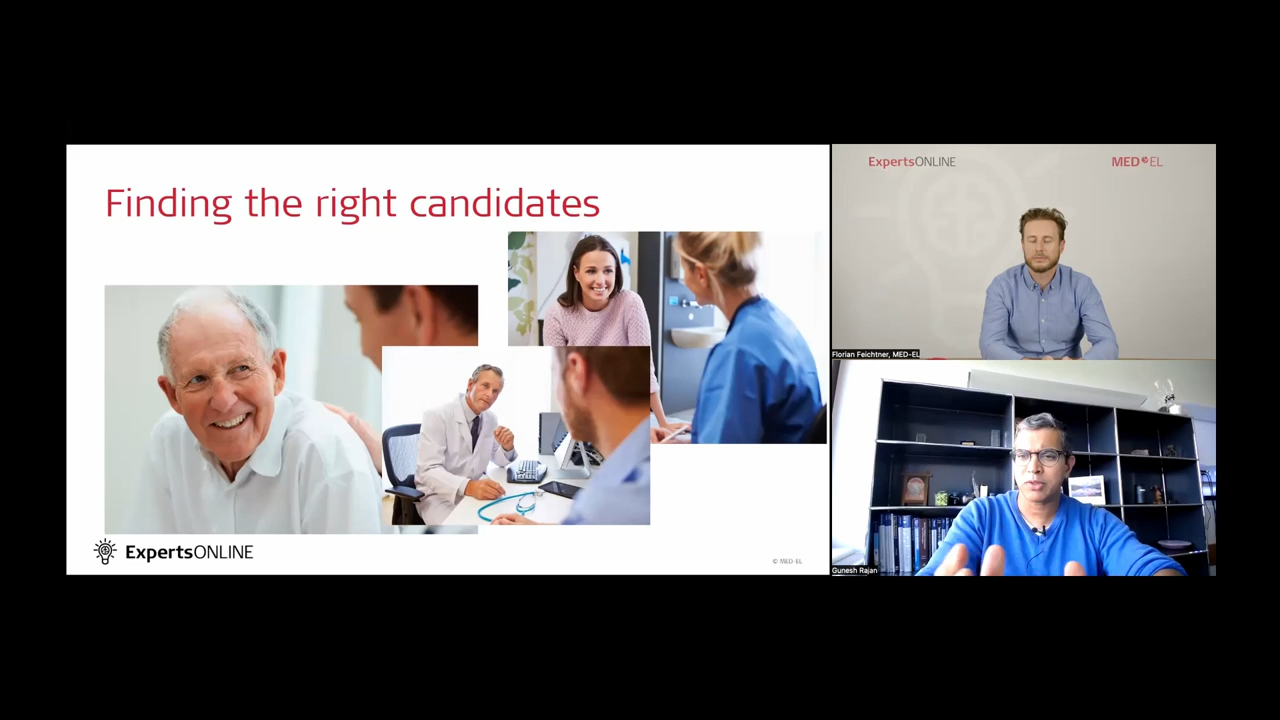 Finding the right candidates
ExpertsONLINE
© MED-EL
ExpertsONLINE
MED EL
Florian Feichtner, MED-EL
Gunesh Rajan